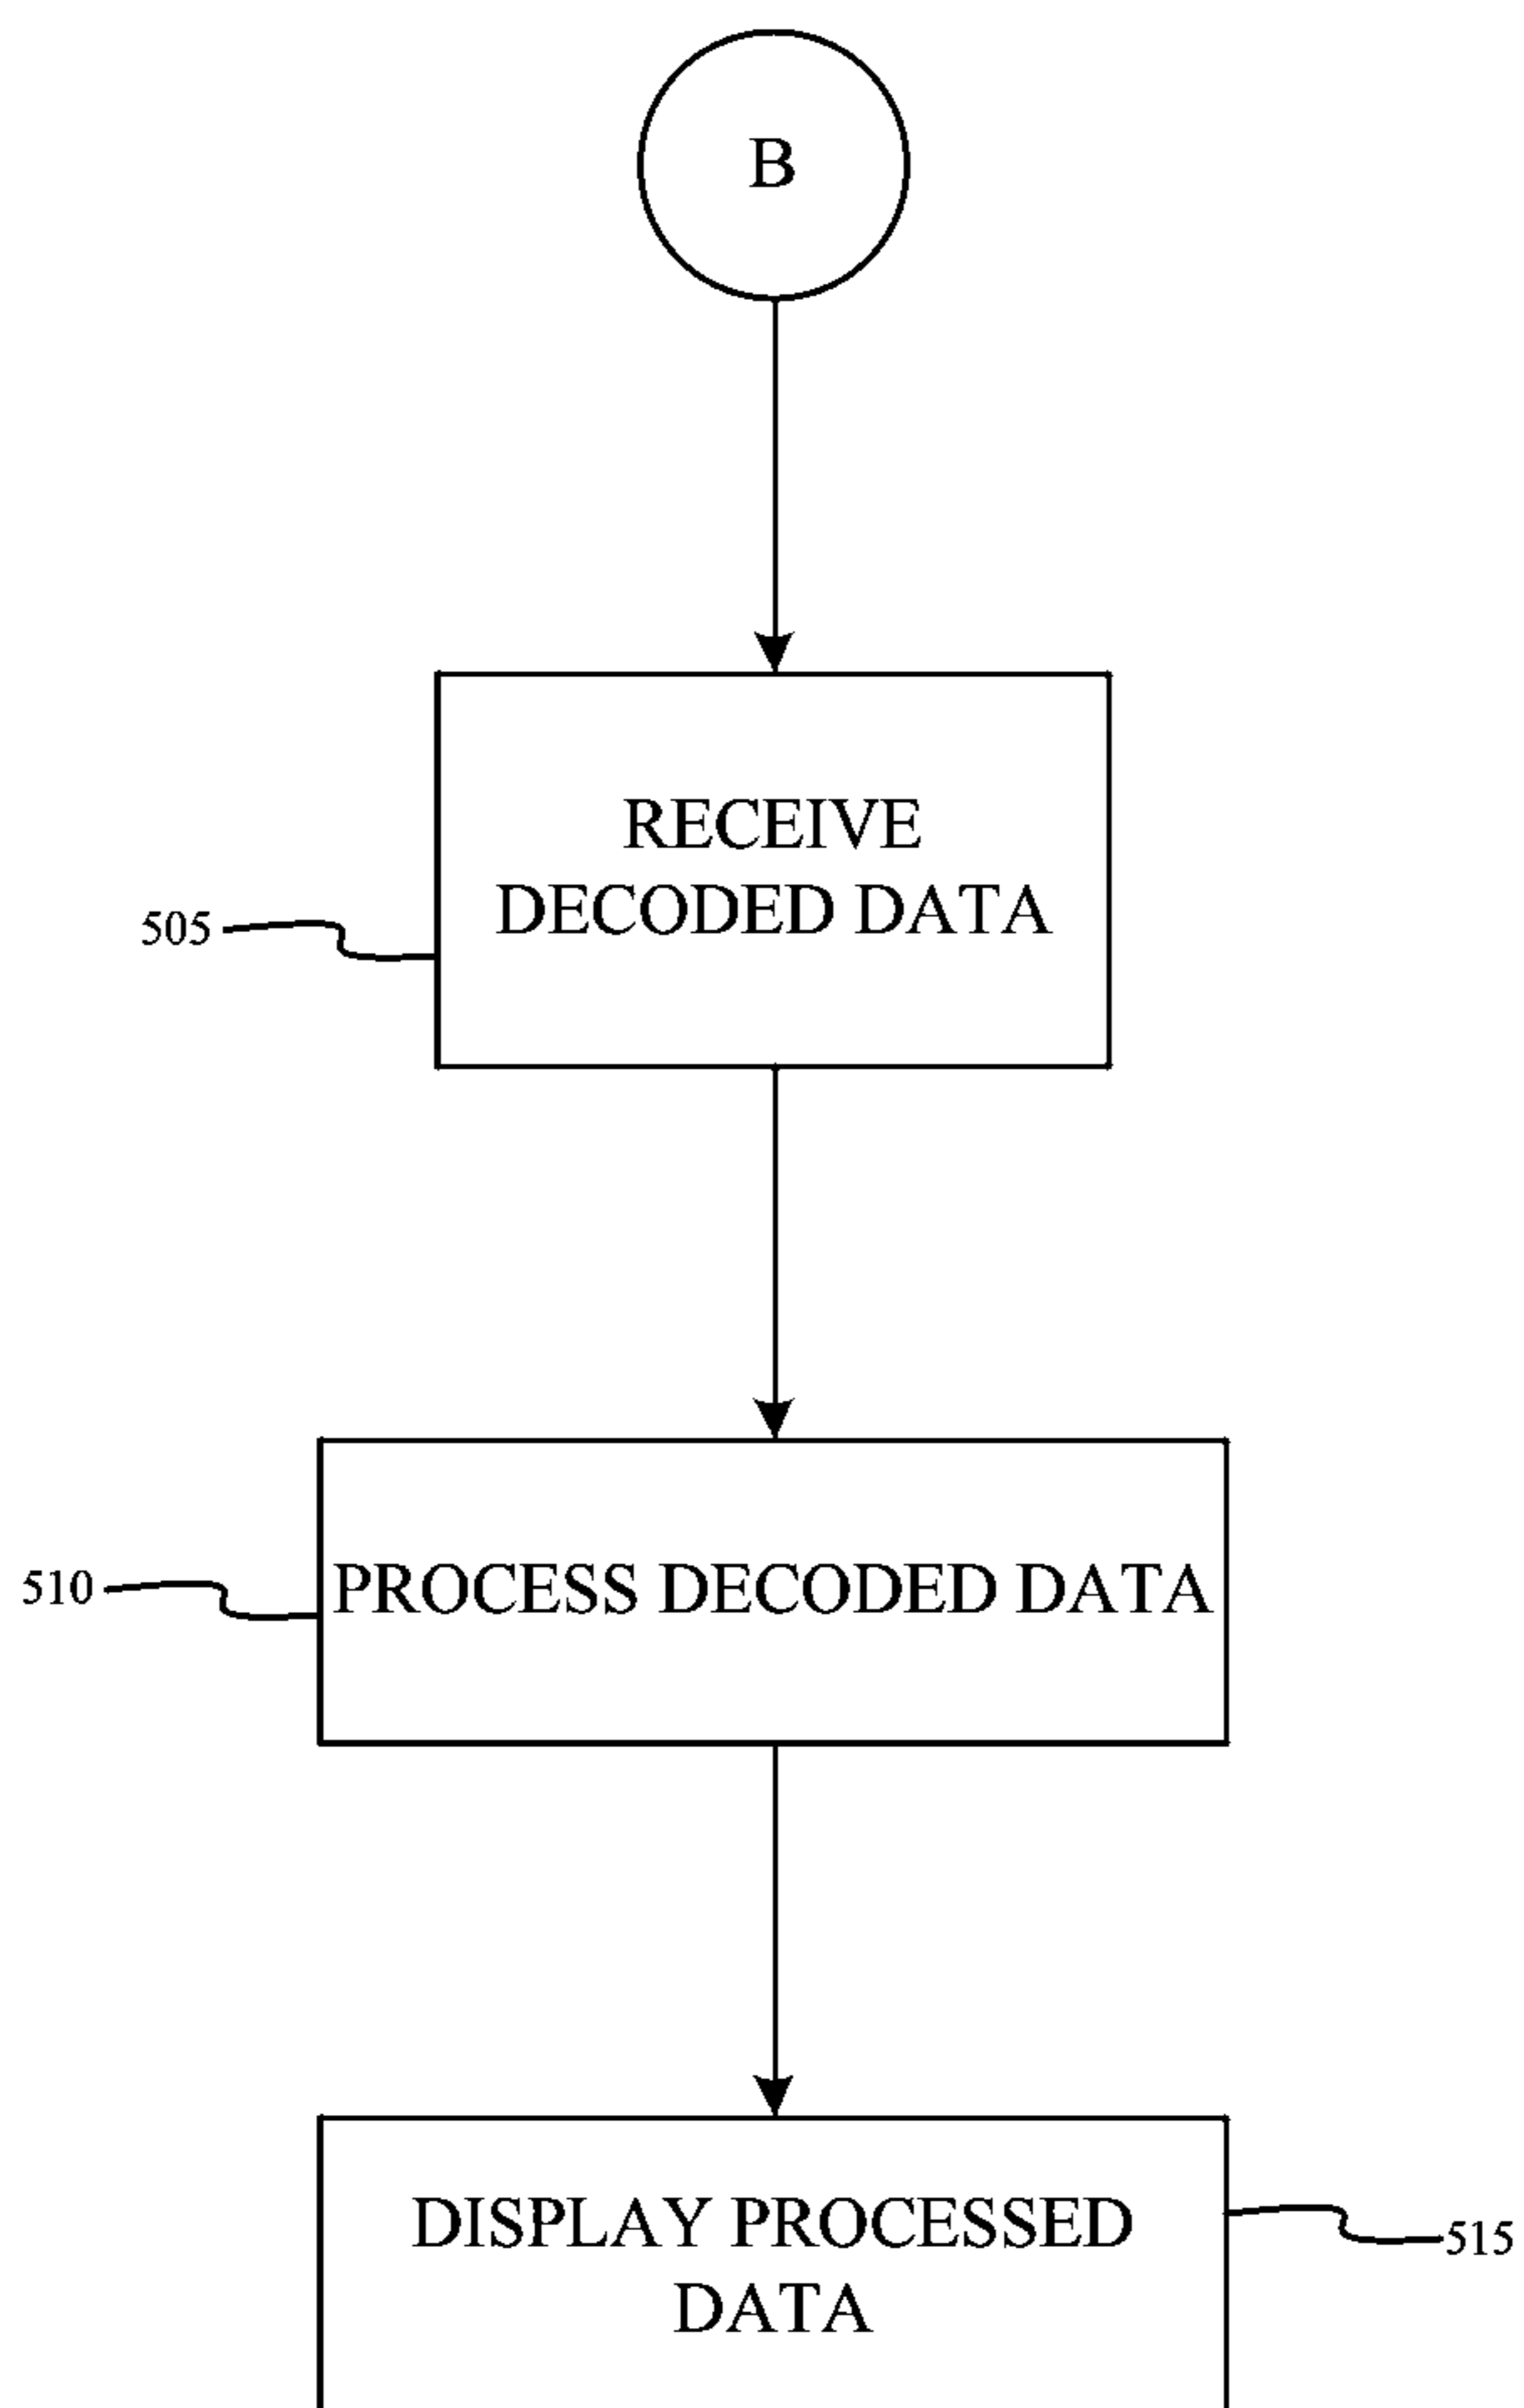 B
RECEIVE
DECODED DATA
505
510
PROCESS DECODED DATA
DISPLAY PROCESSED
DATA
515